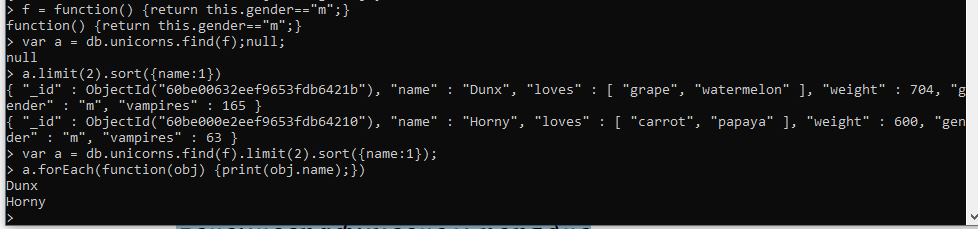 > f = function() {return this.gender=="m";}
function() {return this.gender=="m";}
> var a = db.unicorns.find(f);null;
null
> a.limit(2).sort({name:1})
{ "_id" : ObjectId("60be00632eef9653fdb6421b"), "name" : "Dunx", "loves" : [ "grape", "watermelon" ], "weight" : 704, "g
ender" : "m", "vampires" : 165 }
{ "_id" : ObjectId("60be000e2eef9653fdb64210"), "name" : "Horny", "loves" : [ "carrot", "papaya" ], "weight" : 600, "gen
der" : "m", "vampires" : 63 }
> var a = db.unicorns.find(f).limit(2).sort({name:1});
> a.forEach(function(obj) {print(obj.name);})
Dunx
Horny
>